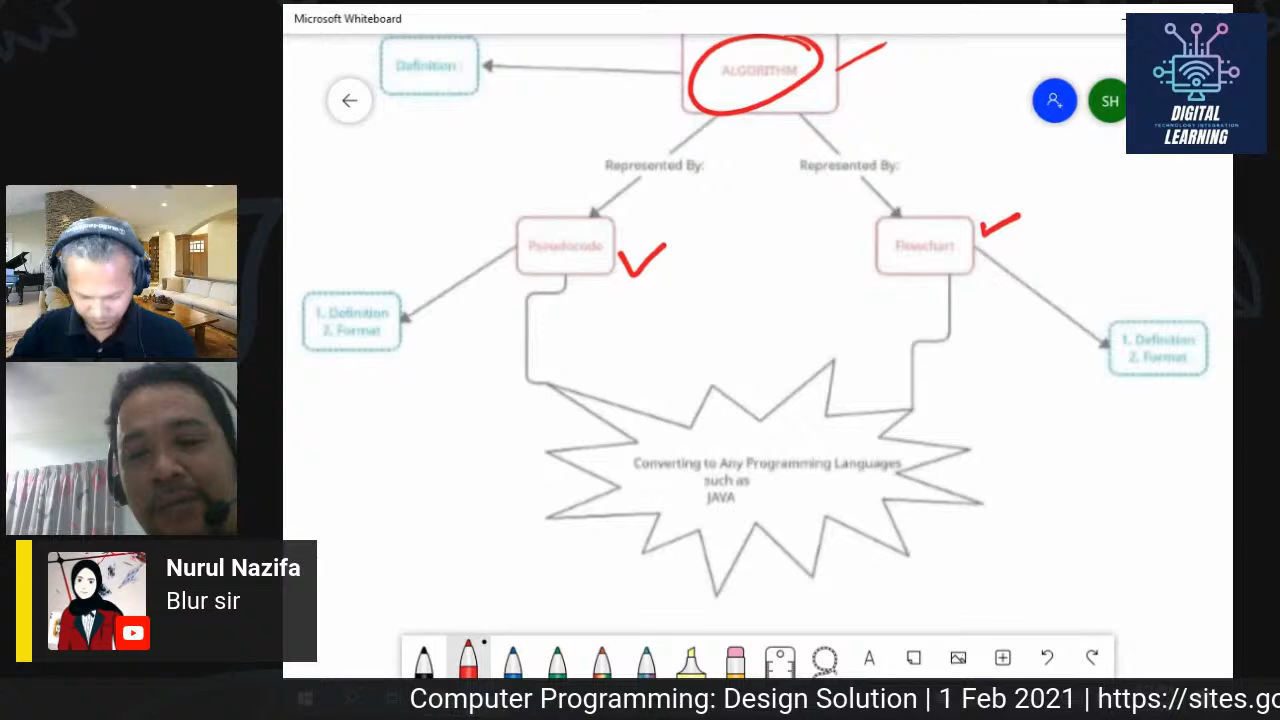 Microsoft Whiteboard
Definition
ALGORITHM
SH
DIGITAL
TECHNOLOGY INTEGRATION
LEARNING
Represented By:
Represented By:
Pseudocode
Flowchart
1. Definition
2. Format
1. Definition
2. Format
Converting to Any Programming Languages
such as
JAVA
Nurul Nazifa
Blur sir
A
Computer Programming: Design Solution | 1 Feb 2021 | https://sites.go